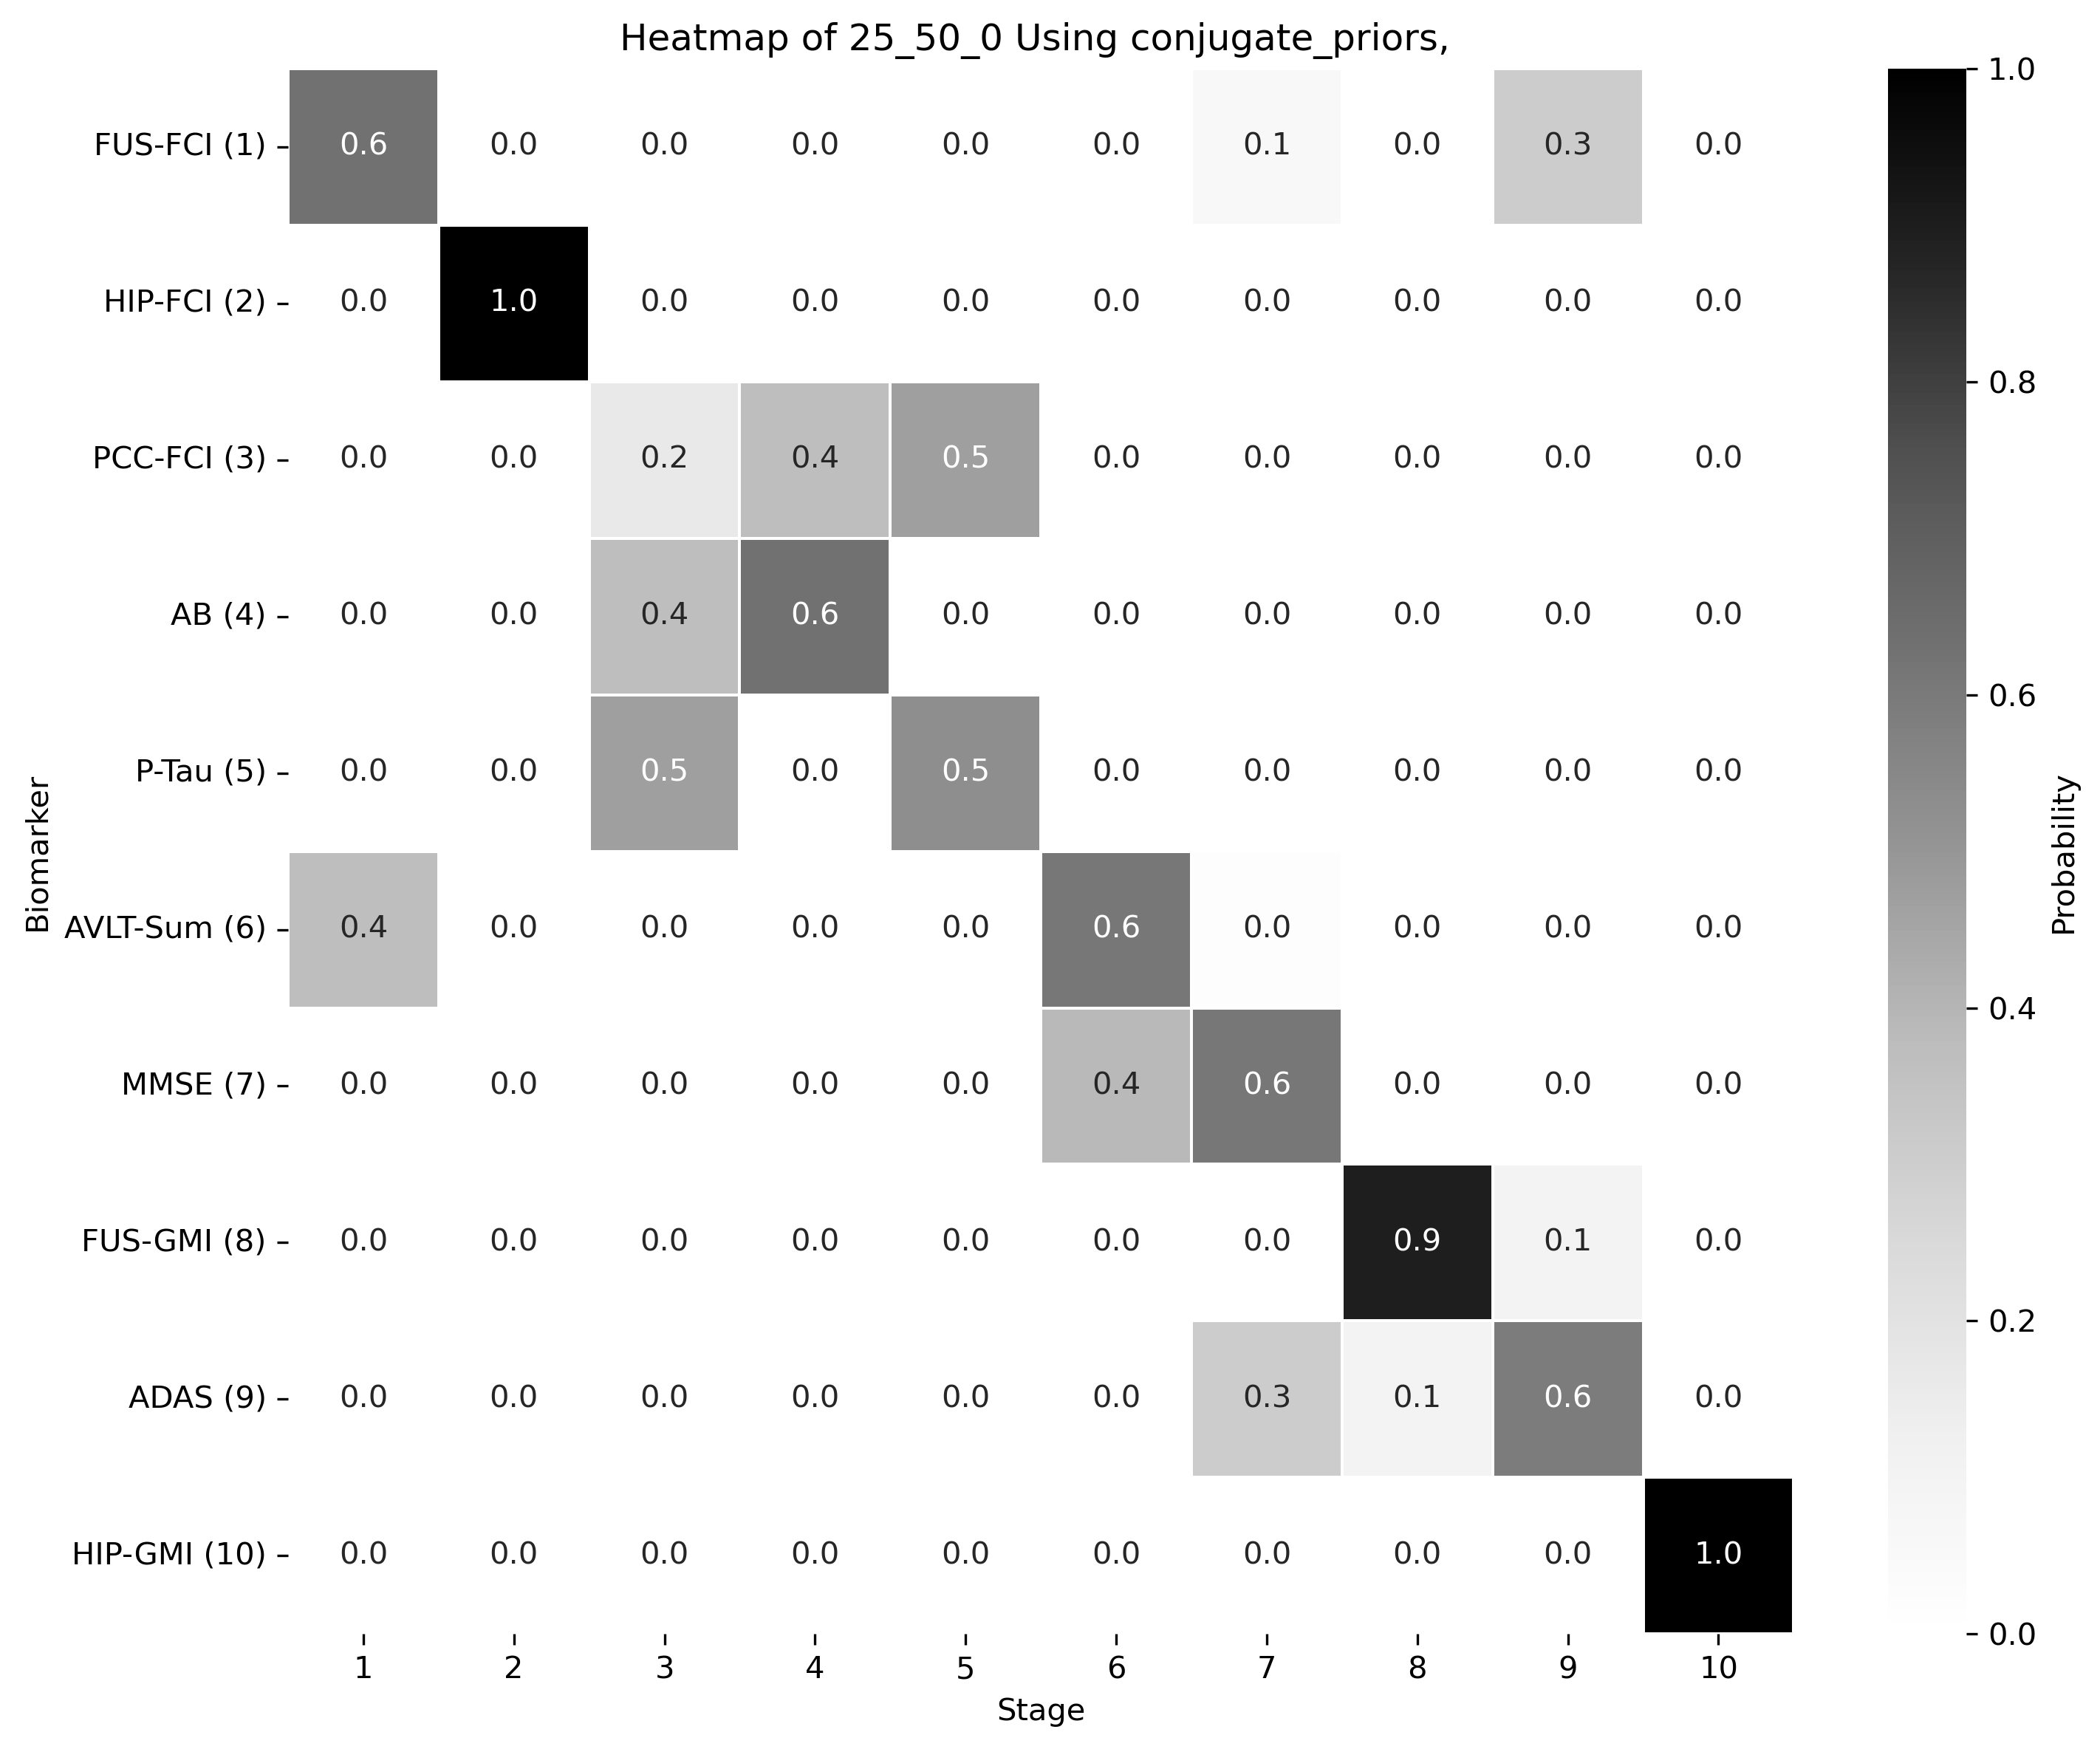 Heatmap of 25_50_0 Using conjugate_priors,
FUS-FCI (1) 0.6 0.0 0.0 0.0 0.0 0.0 0.1 0.0 0.3 0.0
HIP-FCI (2) 0.0 1.0 0.0 0.0 0.0 0.0 0.0 0.0 0.0 0.0
PCC-FCI (3) 0.0 0.0 0.2 0.4 0.5 0.0 0.0 0.0 0.0 0.0
AB (4) 0.0 0.0 0.4 0.6 0.0 0.0 0.0 0.0 0.0 0.0
P-Tau (5) 0.0 0.0 0.5 0.0 0.5 0.0 0.0 0.0 0.0 0.0
AVLT-Sum (6) 0.4 0.0 0.0 0.0 0.0 0.6 0.0 0.0 0.0 0.0
MMSE (7) 0.0 0.0 0.0 0.0 0.0 0.4 0.6 0.0 0.0 0.0
FUS-GMI (8) 0.0 0.0 0.0 0.0 0.0 0.0 0.0 0.9 0.1 0.0
ADAS (9) 0.0 0.0 0.0 0.0 0.0 0.0 0.3 0.1 0.6 0.0
HIP-GMI (10) 0.0 0.0 0.0 0.0 0.0 0.0 0.0 0.0 0.0 1.0
1 2 3 4 5 6 7 8 9 10
Stage
Biomarker
1.0
0.8
0.6
0.4
0.2
0.0
Probability